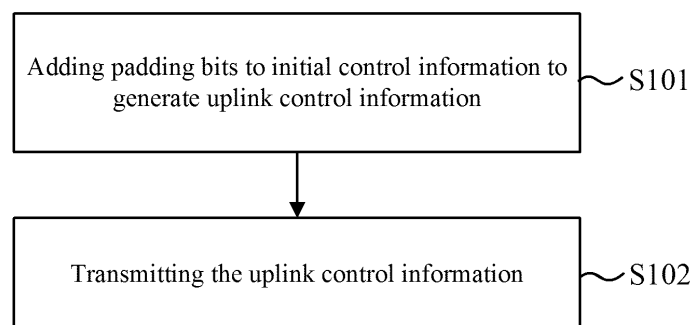 Adding padding bits to initial control information to
generate uplink control information
S101
Transmitting the uplink control information
S102